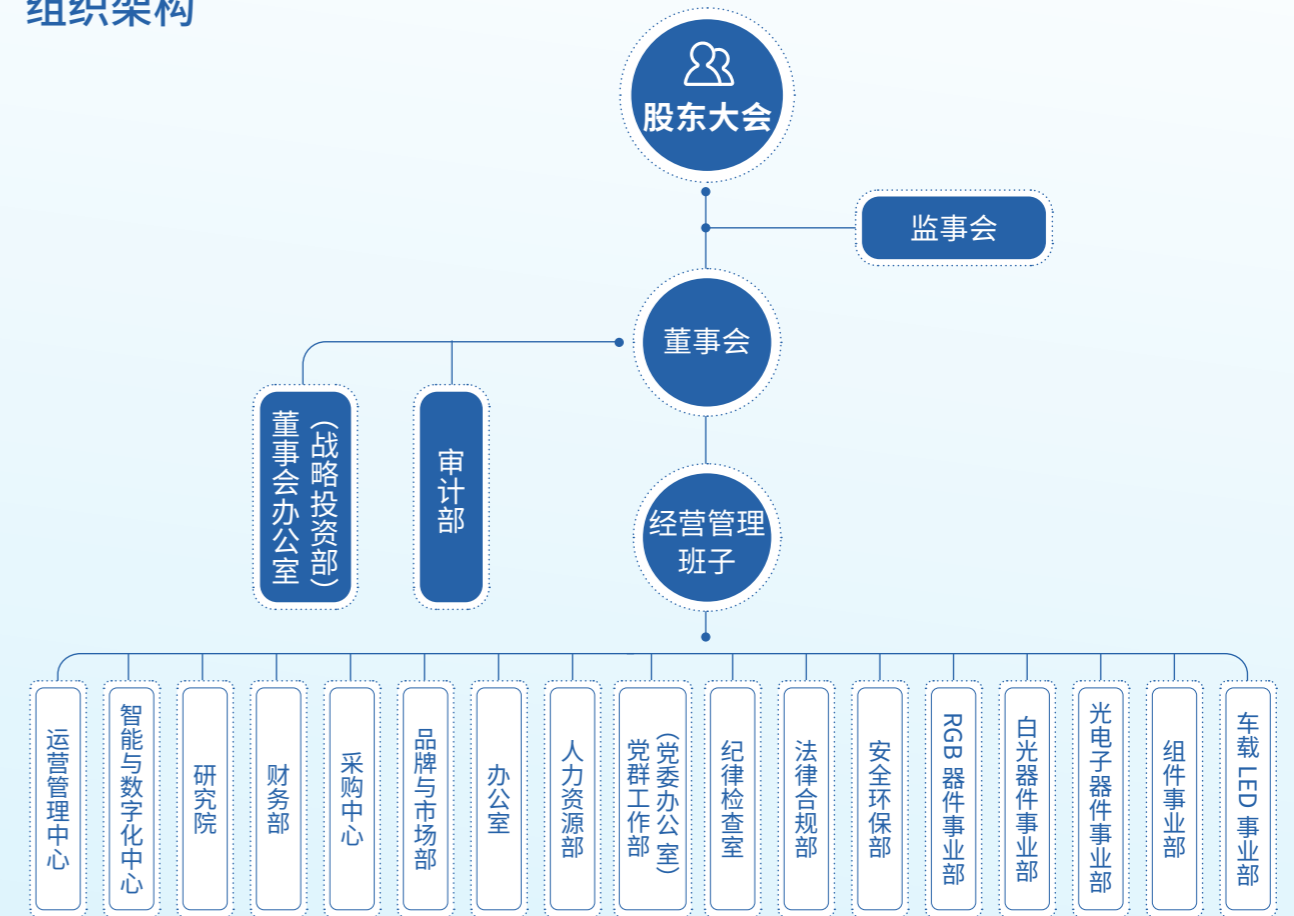 组织架构
股东大会
监事会
董事会
董事会办公室
（战略投资部）
审计部
经营管理
班子
运营管理中心
智能与数字化中心
研究院
财务部
采购中心
品牌与市场部
办公室
人力资源部
党群工作部
（党委办公 室）
纪律检查室
法律合规部
安全环保部
RGB 器件事业部
白光器件事业部
光电子器件事业部
组件事业部
车载 LED 事业部